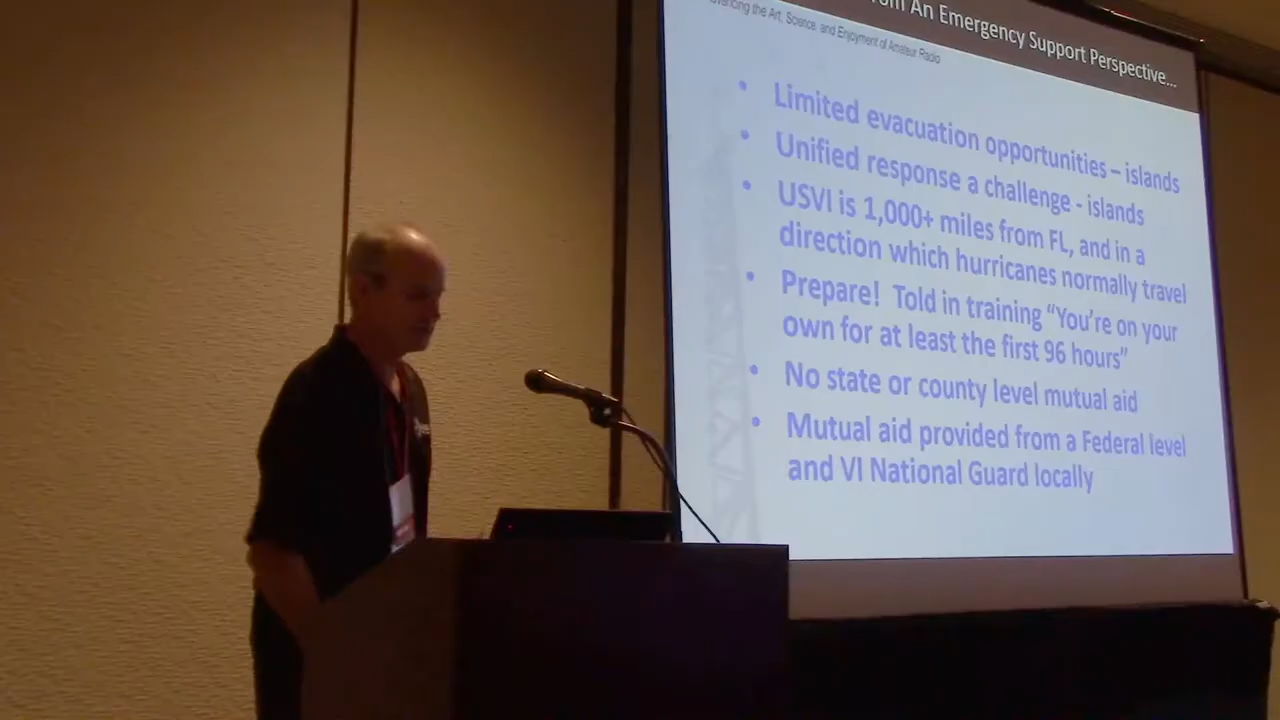 From An Emergency Support Perspective...
Advancing the Art, Science and Enjoyment of Amateur Radio
• Limited evacuation opportunities – islands
• Unified response a challenge - islands
• USVI is 1,000+ miles from FL, and in a
direction which hurricanes normally travel
• Prepare! Told in training “You’re on your
own for at least the first 96 hours”
• No state or county level mutual aid
• Mutual aid provided from a Federal level
and VI National Guard locally